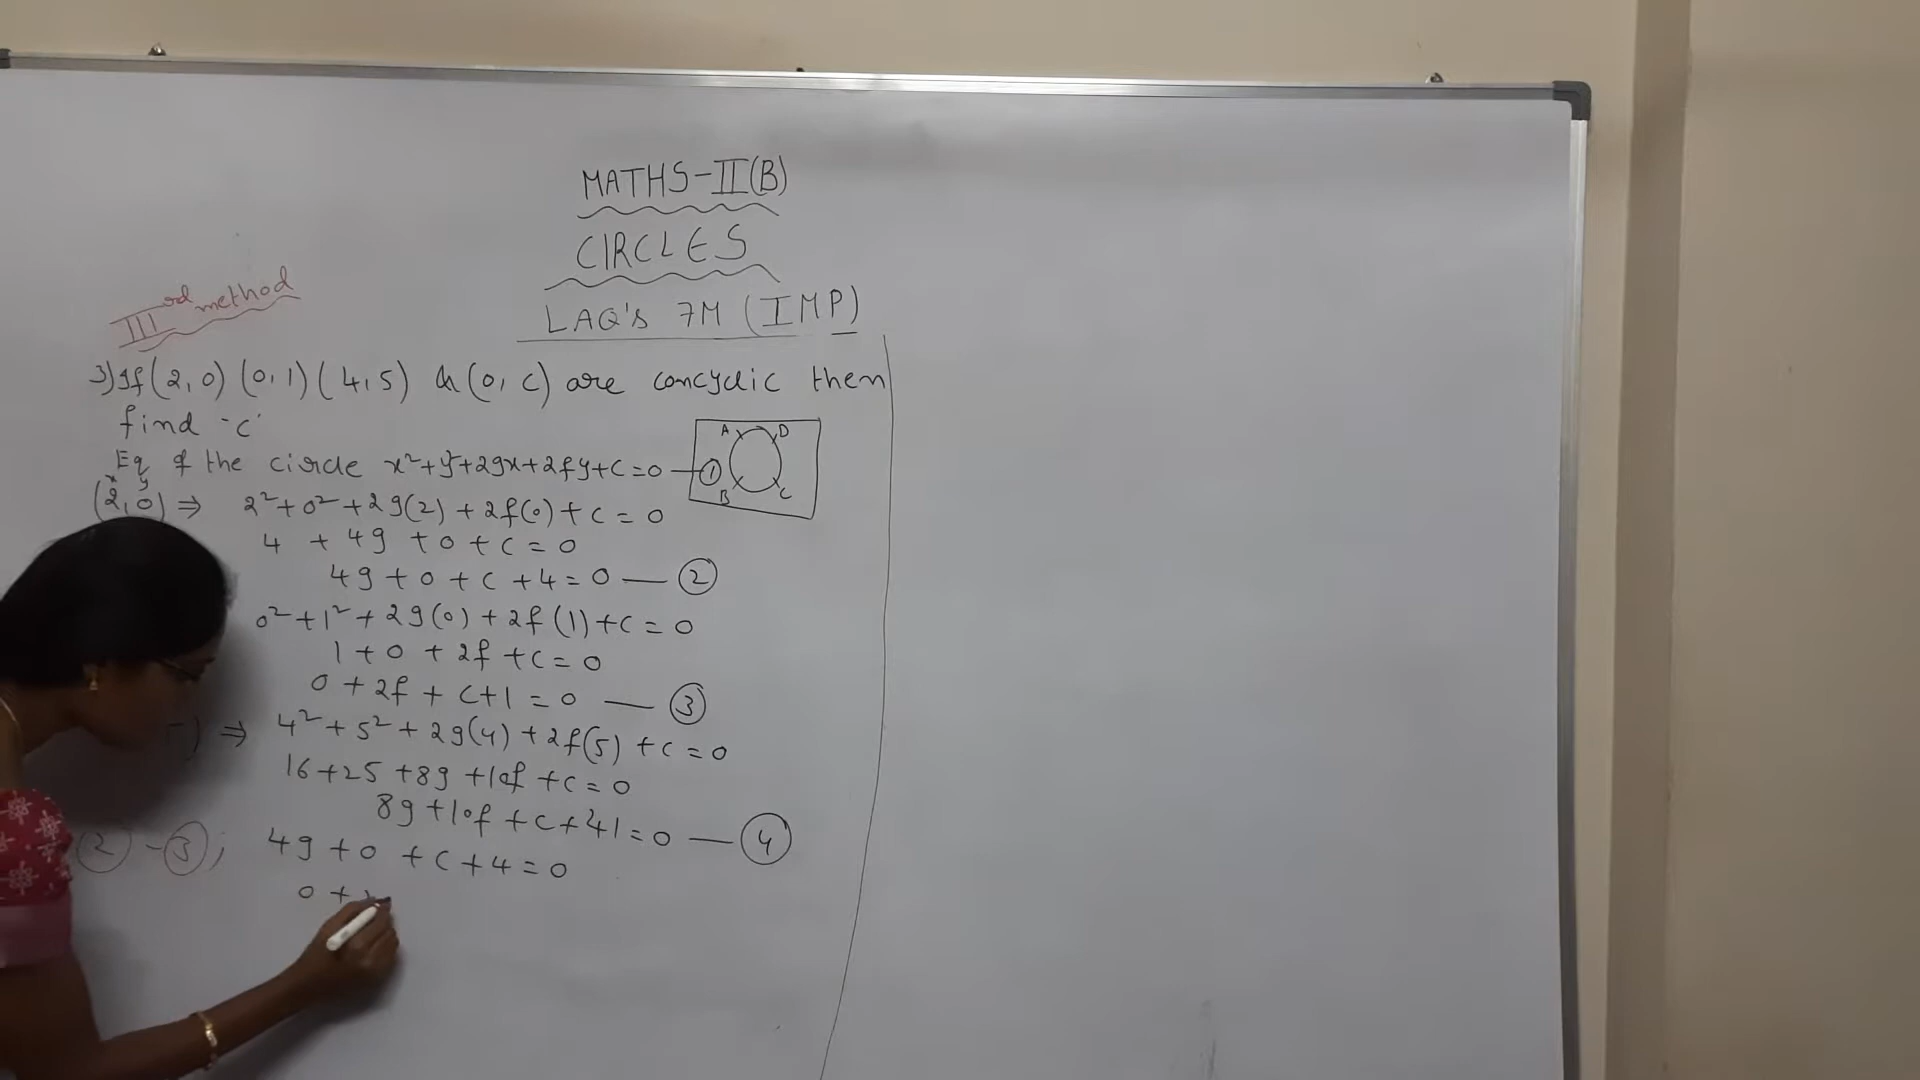 MATHS-II(B)
CIRCLES
LAQ's 7M (IMP)
III rd method
3) If (2,0) (0,1) (4,5) & (0, c) are concyclic then
find 'c'
Eq of the circle x²+y²+2gx+2fy+c=0 — ①
A D
B C
x y
(2,0) ⇒ 2²+0²+2g(2)+2f(0)+c=0
4 + 4g + 0 + c = 0
4g + 0 + c + 4 = 0 — ②
0²+1²+2g(0)+2f(1)+c=0
1 + 0 + 2f + c = 0
0 + 2f + c+1 = 0 — ③
) ⇒ 4²+5²+2g(4)+2f(5)+c=0
16+25+8g+10f+c=0
8g+10f+c+41=0 — ④
②-③; 4g+0+c+4=0
0 +